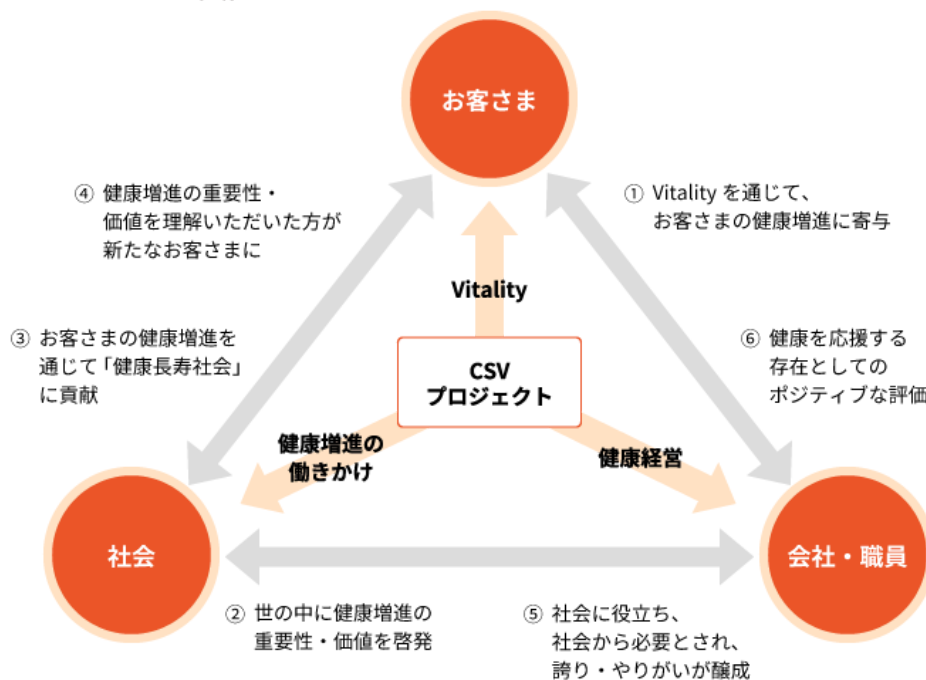 お客さま
④ 健康増進の重要性・
価値を理解いただいた方が
新たなお客さまに
① Vitality を通じて、
お客さまの健康増進に寄与
Vitality
③ お客さまの健康増進を
通じて「健康長寿社会」
に貢献
CSV
プロジェクト
⑥ 健康を応援する
存在としての
ポジティブな評価
健康増進の
働きかけ
健康経営
社会
会社・職員
② 世の中に健康増進の
重要性・価値を啓発
⑤ 社会に役立ち、
社会から必要とされ、
誇り・やりがいが醸成